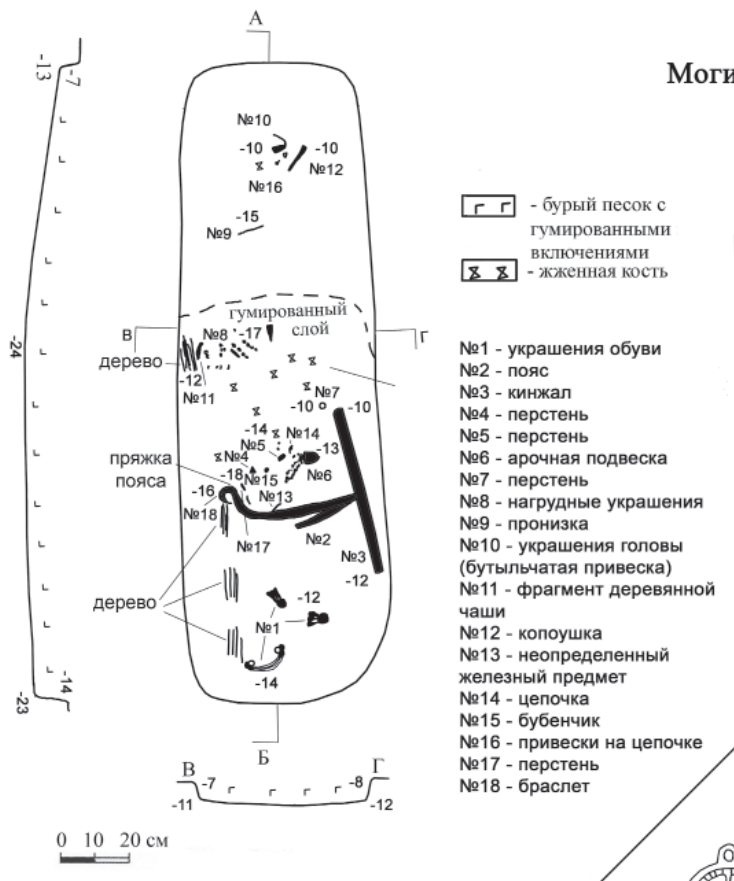 А
Моги
-13
-7
№10
-10
-10
№12
№16
-15
№9
- бурый песок с
гумированными
включениями
- жженная кость
гумированный
слой
В
Г
№8
-17
дерево
-12
№11
-24
№7
-10
-10
-14
№14
№5
-13
№4
№6
пряжка
пояса
-18
№15
-16
№13
№18
№2
№17
№3
-12
дерево
-12
№1
-14
-14
-23
Б
№1 - украшения обуви
№2 - пояс
№3 - кинжал
№4 - перстень
№5 - перстень
№6 - арочная подвеска
№7 - перстень
№8 - нагрудные украшения
№9 - пронизка
№10 - украшения головы
(бутыльчатая привеска)
№11 - фрагмент деревянной
чаши
№12 - копоушка
№13 - неопределенный
железный предмет
№14 - цепочка
№15 - бубенчик
№16 - привески на цепочке
№17 - перстень
№18 - браслет
В
Г
-7
-8
-11
-12
0 10 20 см